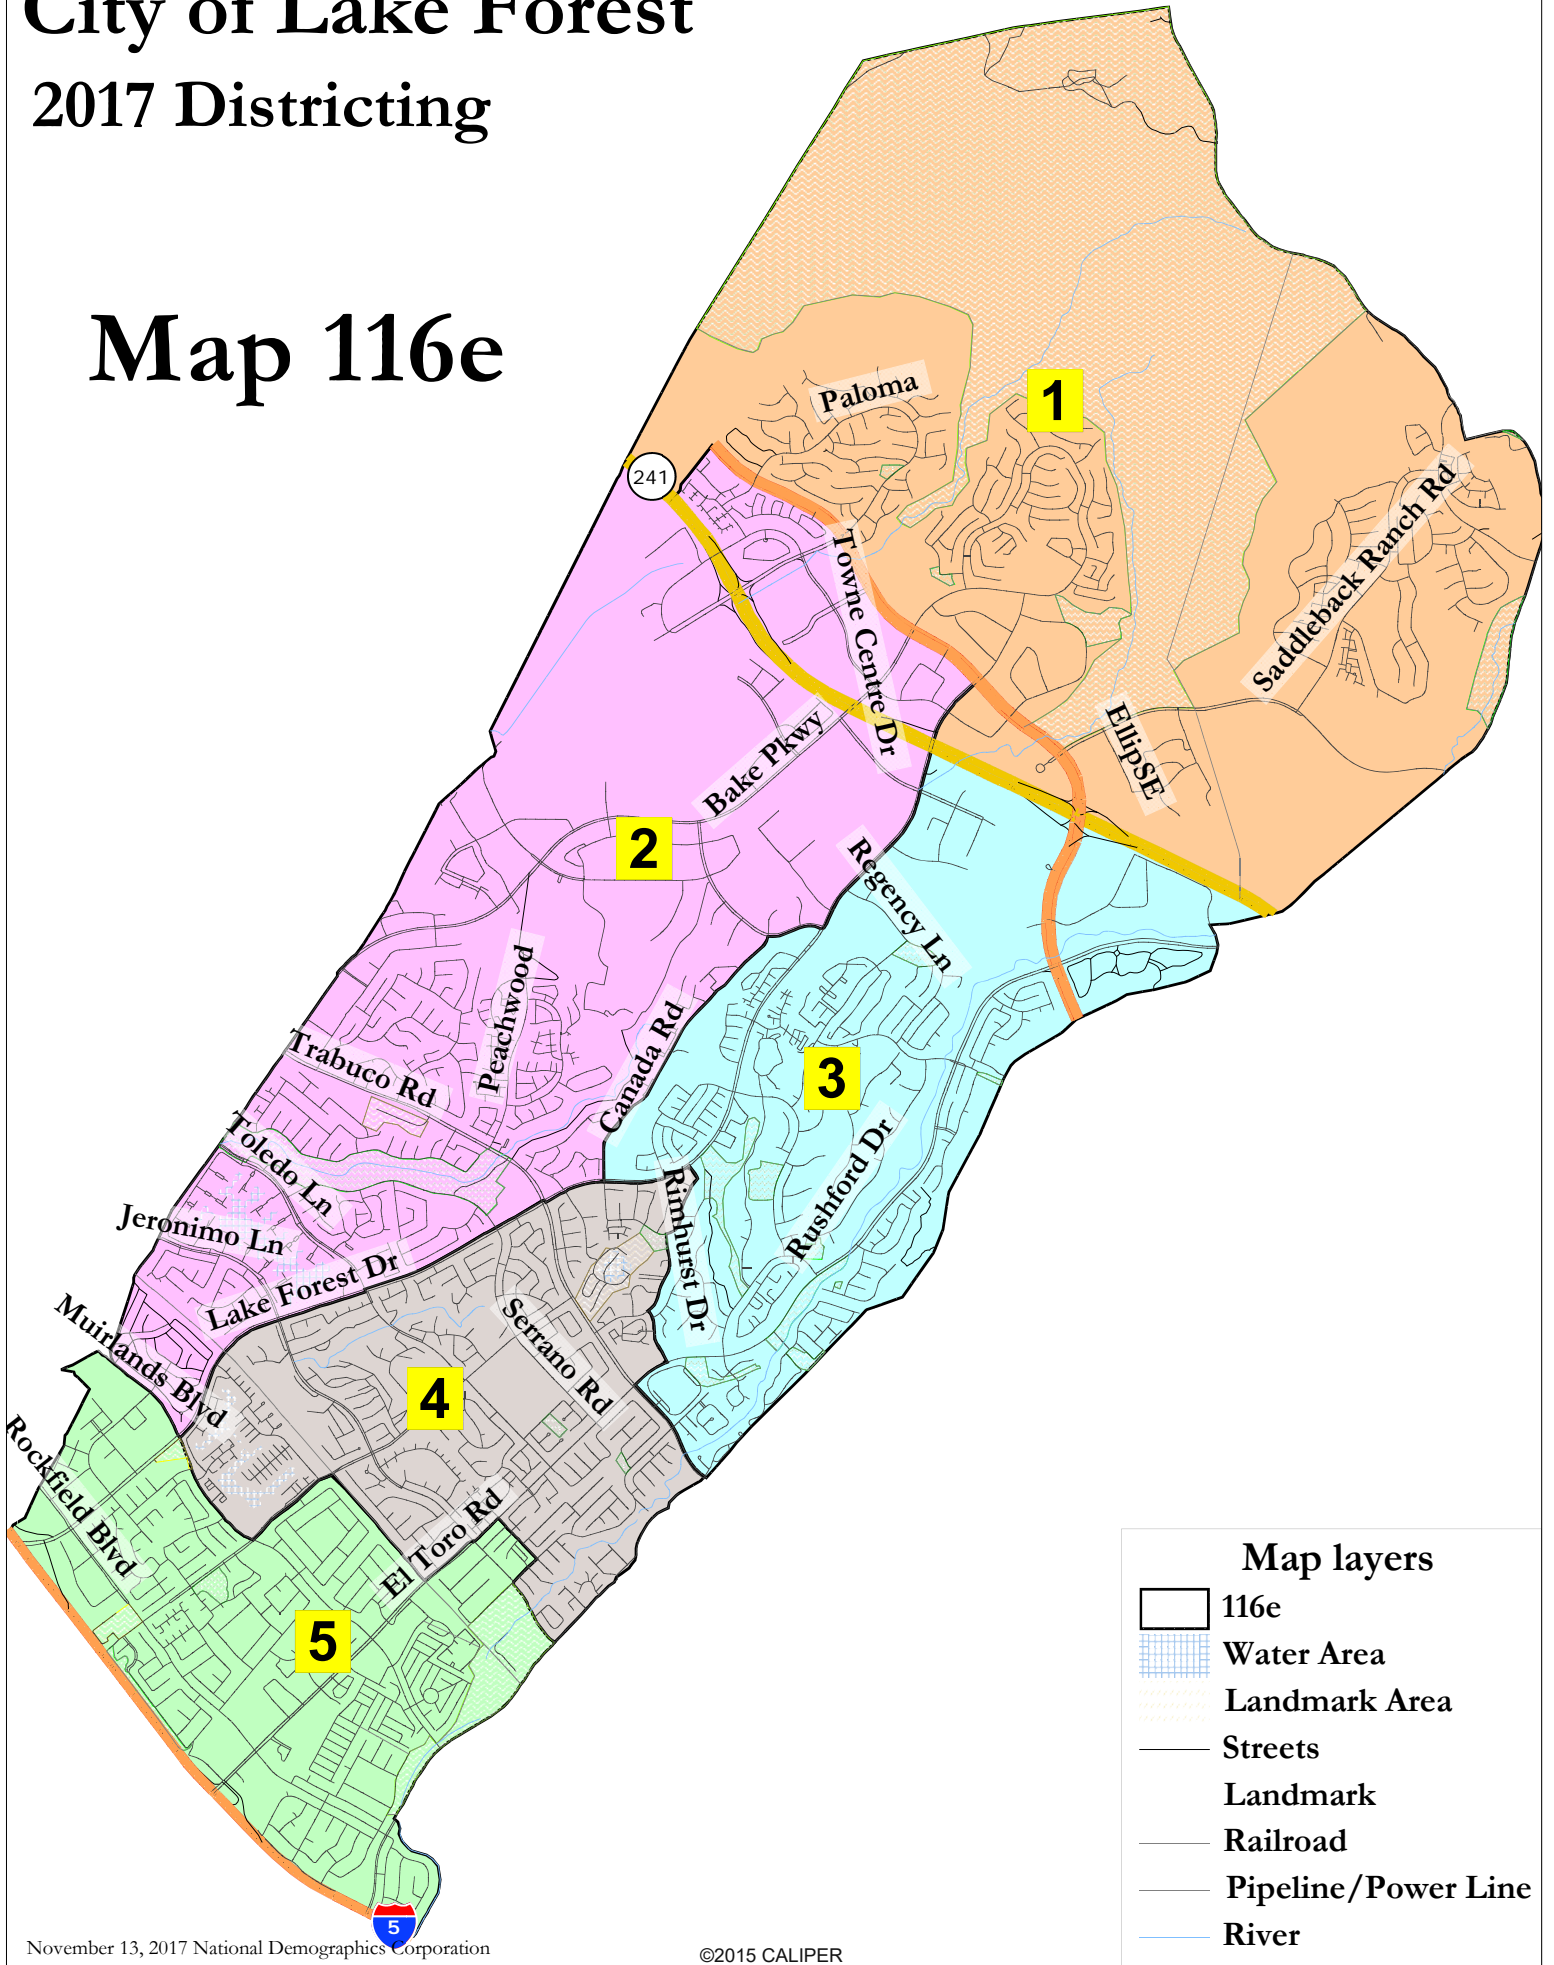 City of Lake Forest
2017 Districting
Map 116e
Paloma
1
241
Saddleback Ranch Rd
Towne Centre Dr
EllipSE
Bake Pkwy
2
Regency Ln
Peachwood
Canada Rd
Trabuco Rd
3
Toledo Ln
Rushford Dr
Rimhurst Dr
Jeronimo Ln
Lake Forest Dr
Muirlands Blvd
Serrano Rd
4
Rockfield Blvd
El Toro Rd
5
Map layers
116e
Water Area
Landmark Area
Streets
Landmark
Railroad
Pipeline/Power Line
River
5
November 13, 2017 National Demographics Corporation
©2015 CALIPER